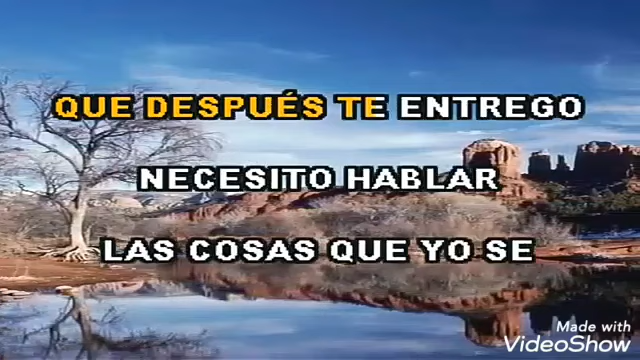 QUE DESPUÉS TE ENTREGO
NECESITO HABLAR
LAS COSAS QUE YO SE
Made with
VideoShow